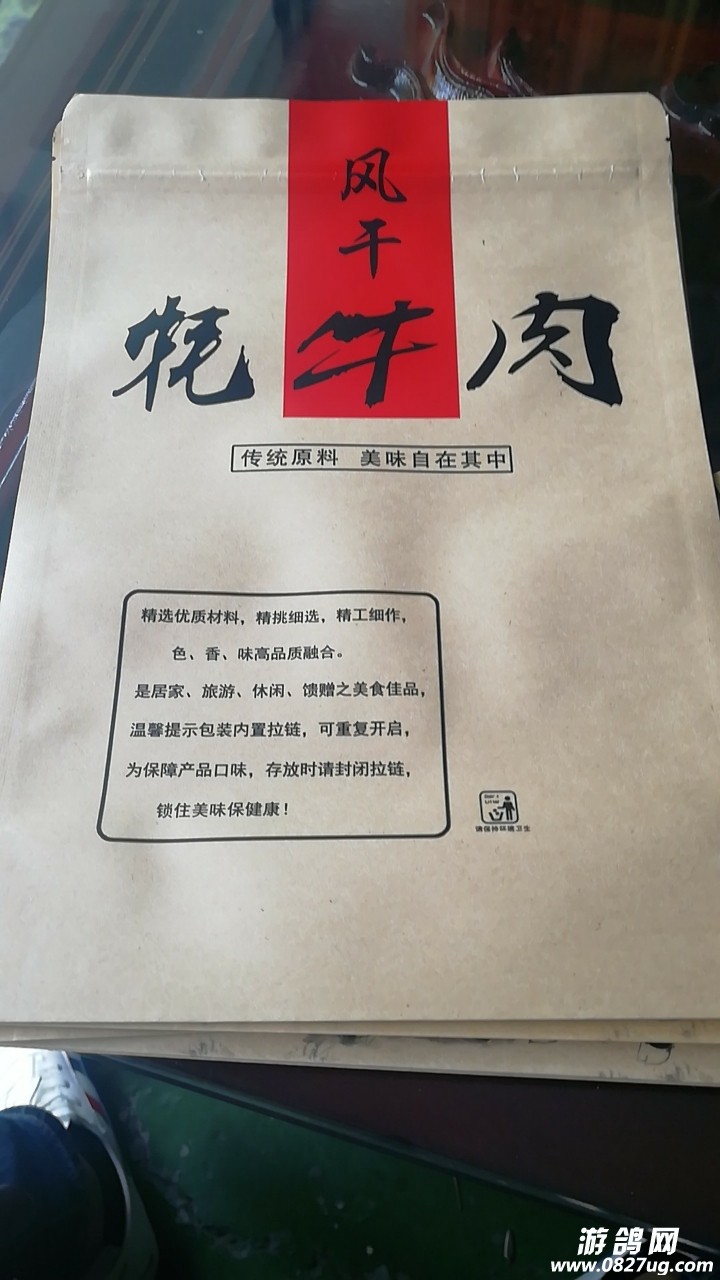 风
干
牦牛肉
传统原料 美味自在其中
精选优质材料，精挑细选，精工细作，
色、香、味高品质融合。
是居家、旅游、休闲、馈赠之美食佳品，
温馨提示包装内置拉链，可重复开启，
为保障产品口味，存放时请封闭拉链，
锁住美味保健康！
请保持环境卫生
游鸽网
www.0827ug.com